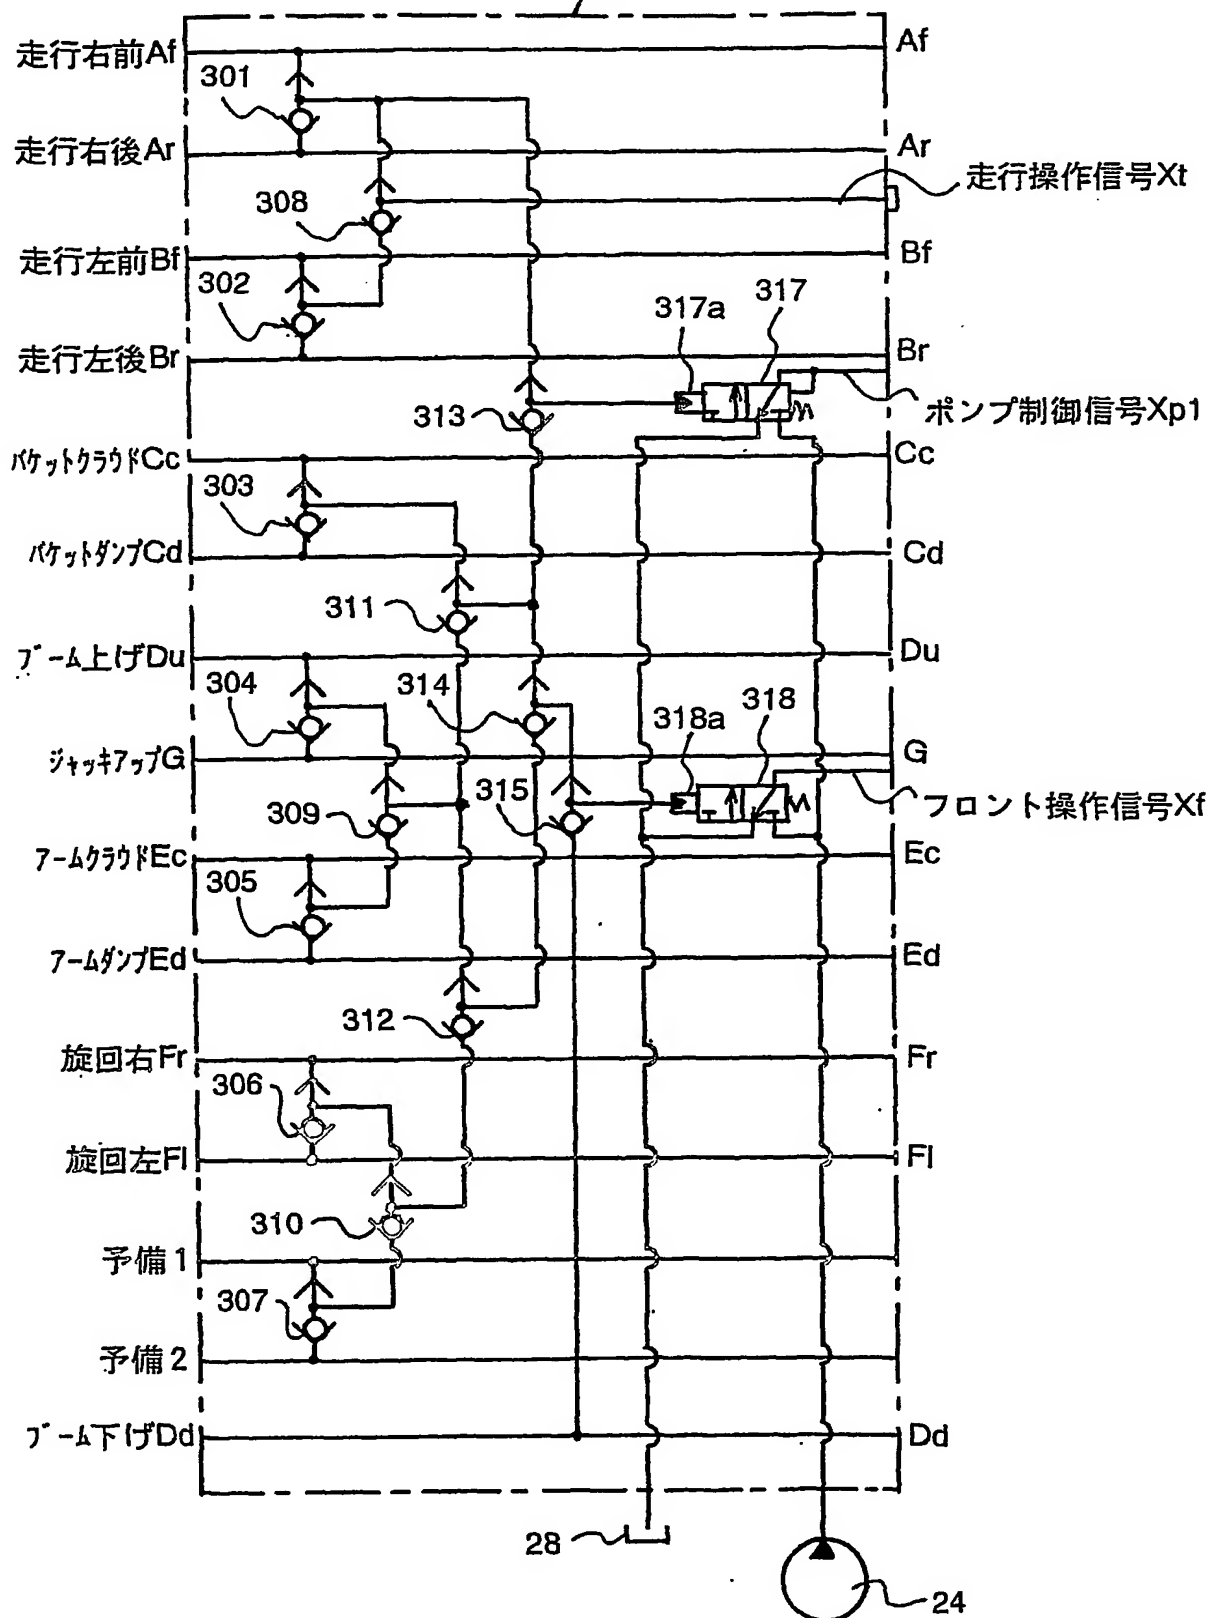 走行右前Af
Af
301
走行右後Ar
Ar
走行操作信号Xt
308
走行左前Bf
Bf
302
317a
317
走行左後Br
Br
ポンプ制御信号Xp1
313
バケットクラウドCc
Cc
303
バケットダンプCd
Cd
311
ブーム上げDu
Du
304
314
318a
318
ジャッキアップG
G
309
315
フロント操作信号Xf
アームクラウドEc
Ec
305
アームダンプEd
Ed
312
旋回右Fr
Fr
306
旋回左Fl
Fl
310
予備1
307
予備2
ブーム下げDd
Dd
28
24